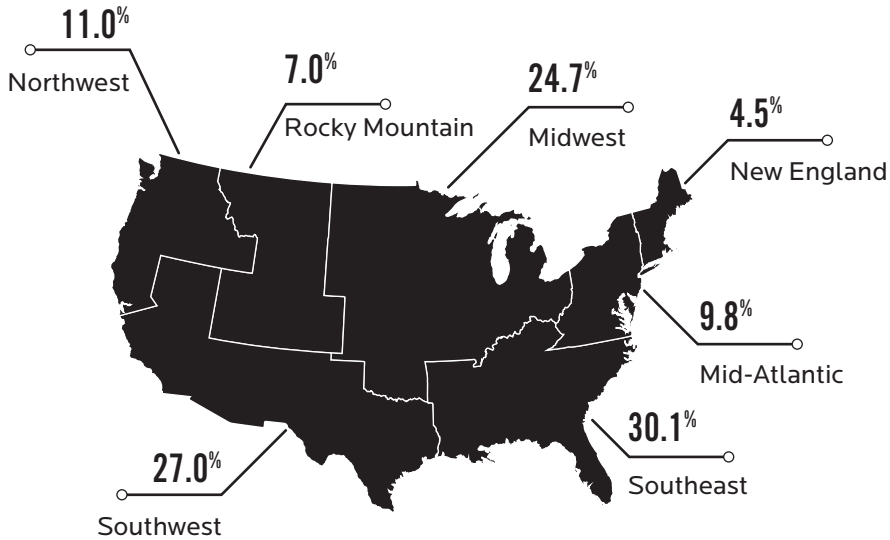 11.0%
Northwest
7.0%
Rocky Mountain
24.7%
Midwest
4.5%
New England
9.8%
Mid-Atlantic
30.1%
Southeast
27.0%
Southwest